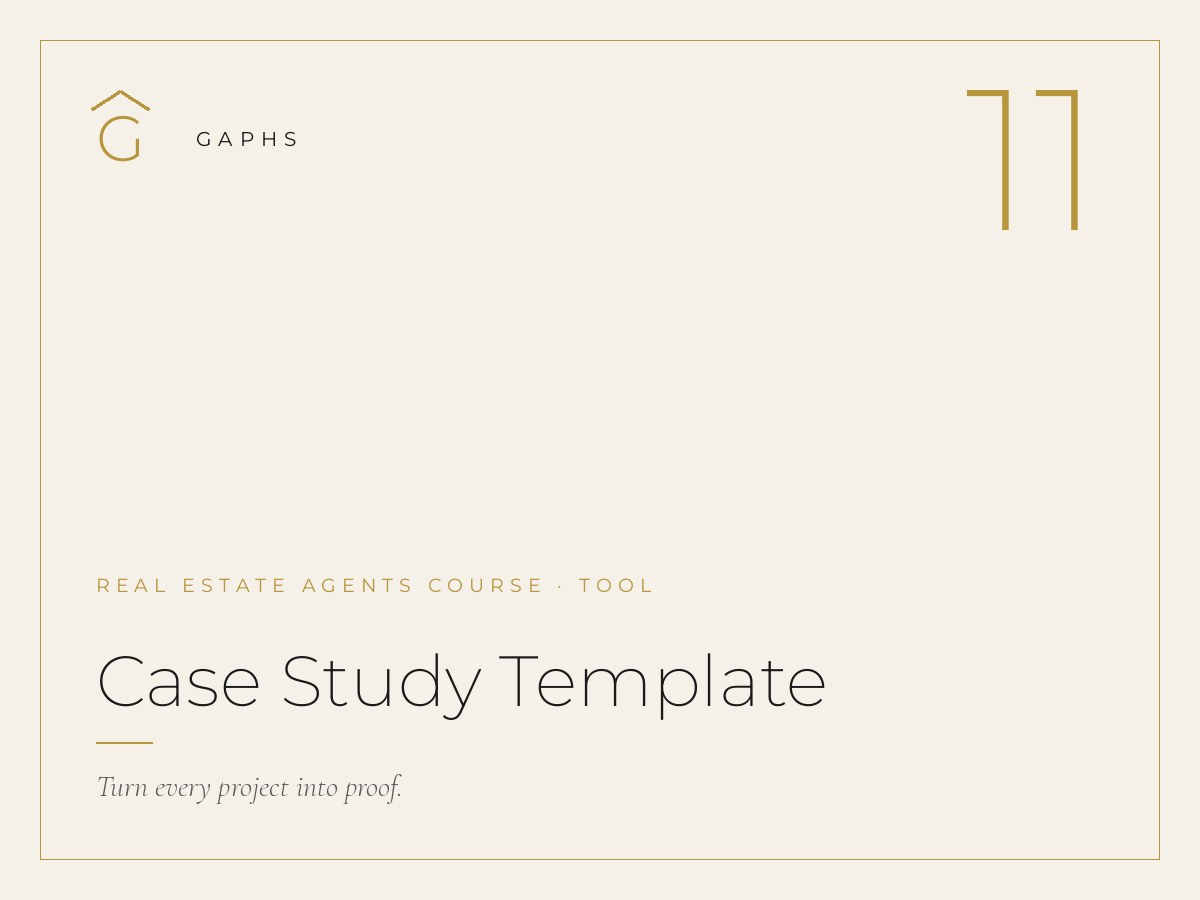 G
GAPHS
11
REAL ESTATE AGENTS COURSE · TOOL
Case Study Template
Turn every project into proof.